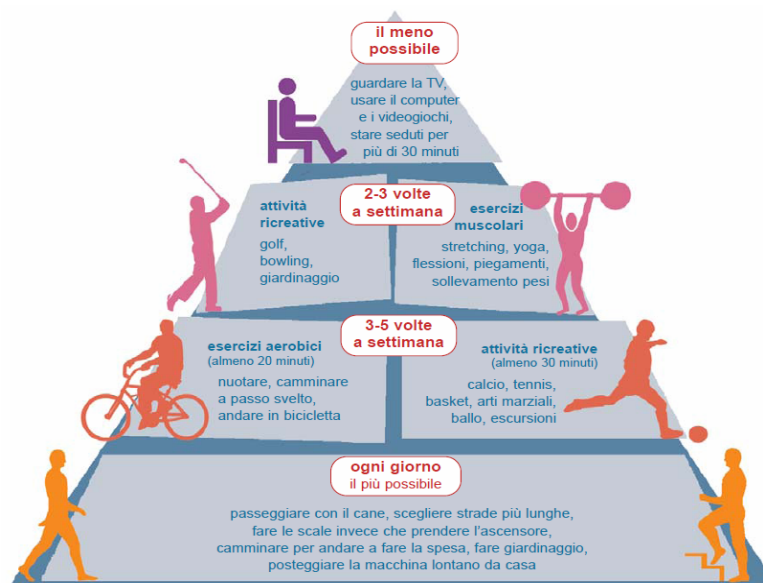 il meno
possibile
guardare la TV,
usare il computer
e i videogiochi,
stare seduti per
più di 30 minuti
2-3 volte
a settimana
attività
ricreative
golf,
bowling,
giardinaggio
esercizi
muscolari
stretching, yoga,
flessioni, piegamenti,
sollevamento pesi
3-5 volte
a settimana
esercizi aerobici
(almeno 20 minuti)
nuotare, camminare
a passo svelto,
andare in bicicletta
attività ricreative
(almeno 30 minuti)
calcio, tennis,
basket, arti marziali,
ballo, escursioni
ogni giorno
il più possibile
passeggiare con il cane, scegliere strade più lunghe,
fare le scale invece che prendere l'ascensore,
camminare per andare a fare la spesa, fare giardinaggio,
posteggiare la macchina lontano da casa